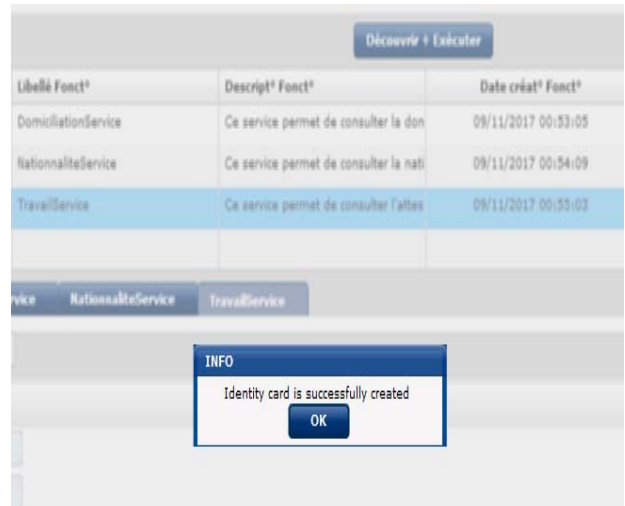 Découvrir + Exécuter
Libellé Fonct° Descript° Fonct° Date créat° Fonct°
DomiciliationService Ce service permet de consulter la don 09/11/2017 00:53:05
NationnaliteService Ce service permet de consulter la nati 09/11/2017 00:54:09
TravailService Ce service permet de consulter l'attes 09/11/2017 00:55:03
rvice NationnaliteService TravailService
INFO
Identity card is successfully created
OK